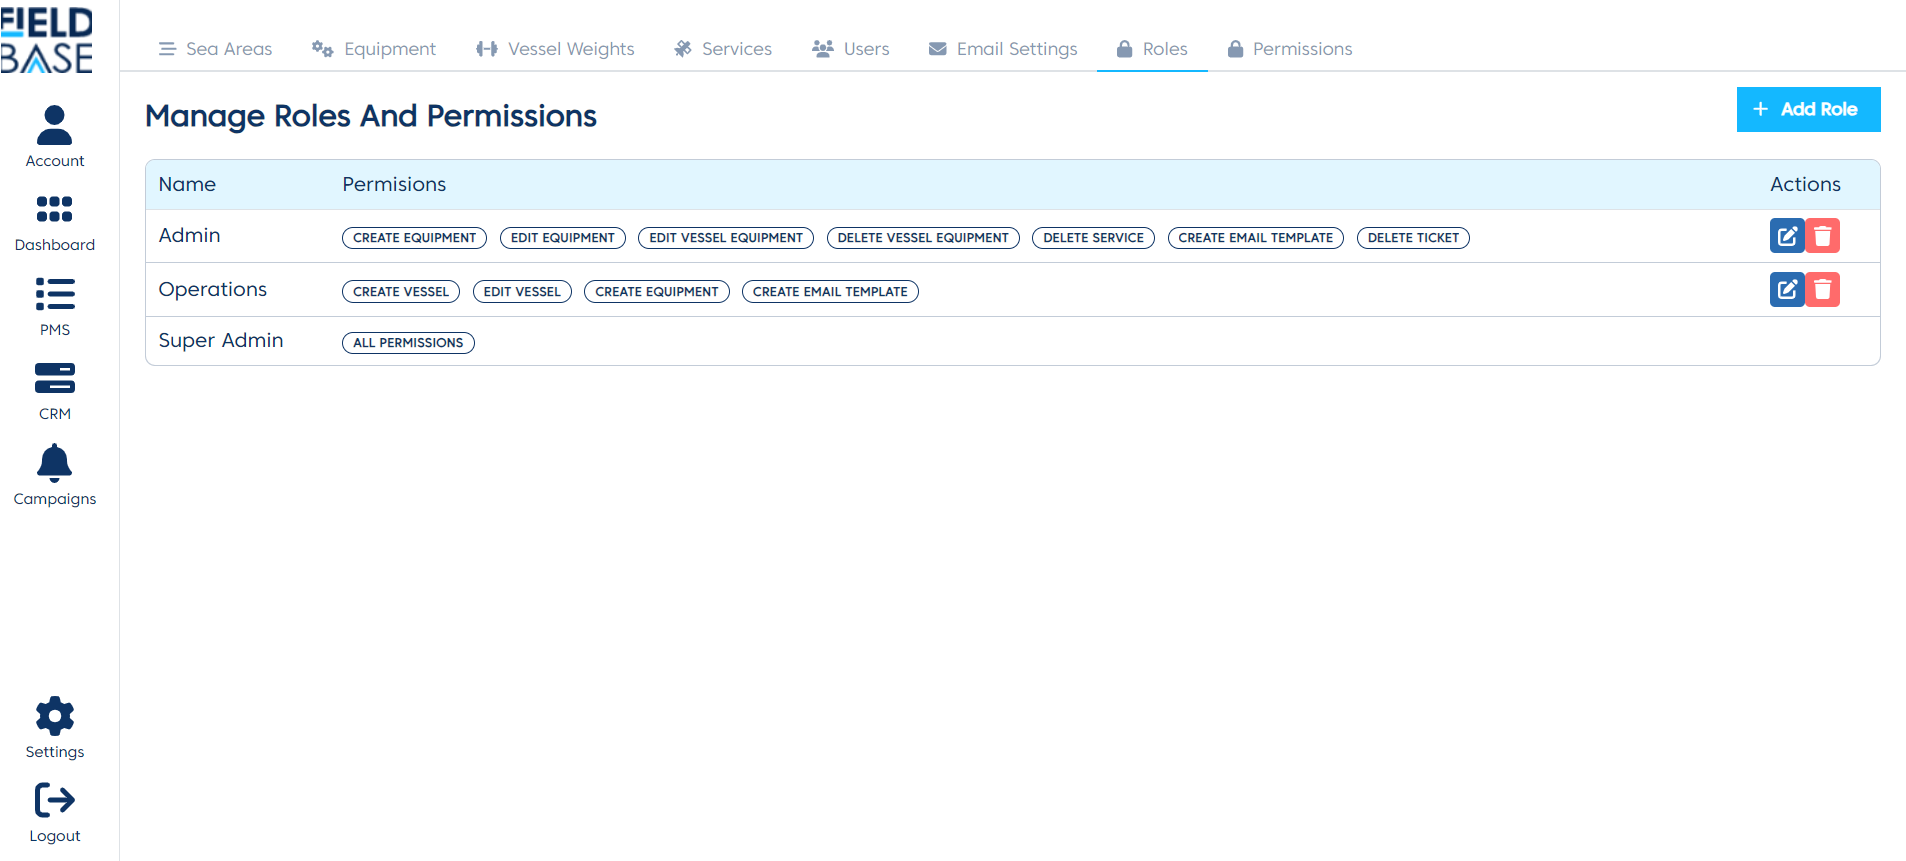 FIELD
BASE
Sea Areas Equipment Vessel Weights Services Users Email Settings Roles Permissions
Manage Roles And Permissions
+ Add Role
Account
Dashboard
PMS
CRM
Campaigns
Settings
Logout
Name Permisions Actions
Admin CREATE EQUIPMENT EDIT EQUIPMENT EDIT VESSEL EQUIPMENT DELETE VESSEL EQUIPMENT DELETE SERVICE CREATE EMAIL TEMPLATE DELETE TICKET
Operations CREATE VESSEL EDIT VESSEL CREATE EQUIPMENT CREATE EMAIL TEMPLATE
Super Admin ALL PERMISSIONS